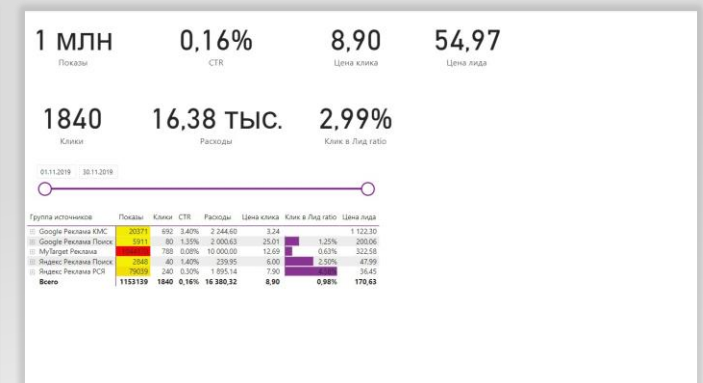 1 млн 0,16% 8,90 54,97
Показы CTR Цена клика Цена лида
1840 16,38 тыс. 2,99%
Клики Расходы Клик в Лид ratio
01.11.2019 30.11.2019
Группа источников Показы Клики CTR Расходы Цена клика Клик в Лид ratio Цена лида
Google Реклама КМС 20371 692 3,40% 2 244,60 3,24 1 122,30
Google Реклама Поиск 5911 80 1,35% 2 000,63 25,01 1,25% 200,06
MyTarget Реклама 788 0,08% 10 000,00 12,69 0,63% 322,58
Яндекс Реклама Поиск 2848 40 1,40% 239,95 6,00 2,50% 47,99
Яндекс Реклама РСЯ 79039 240 0,30% 1 895,14 7,90 36,45
Всего 1153139 1840 0,16% 16 380,32 8,90 0,98% 170,63